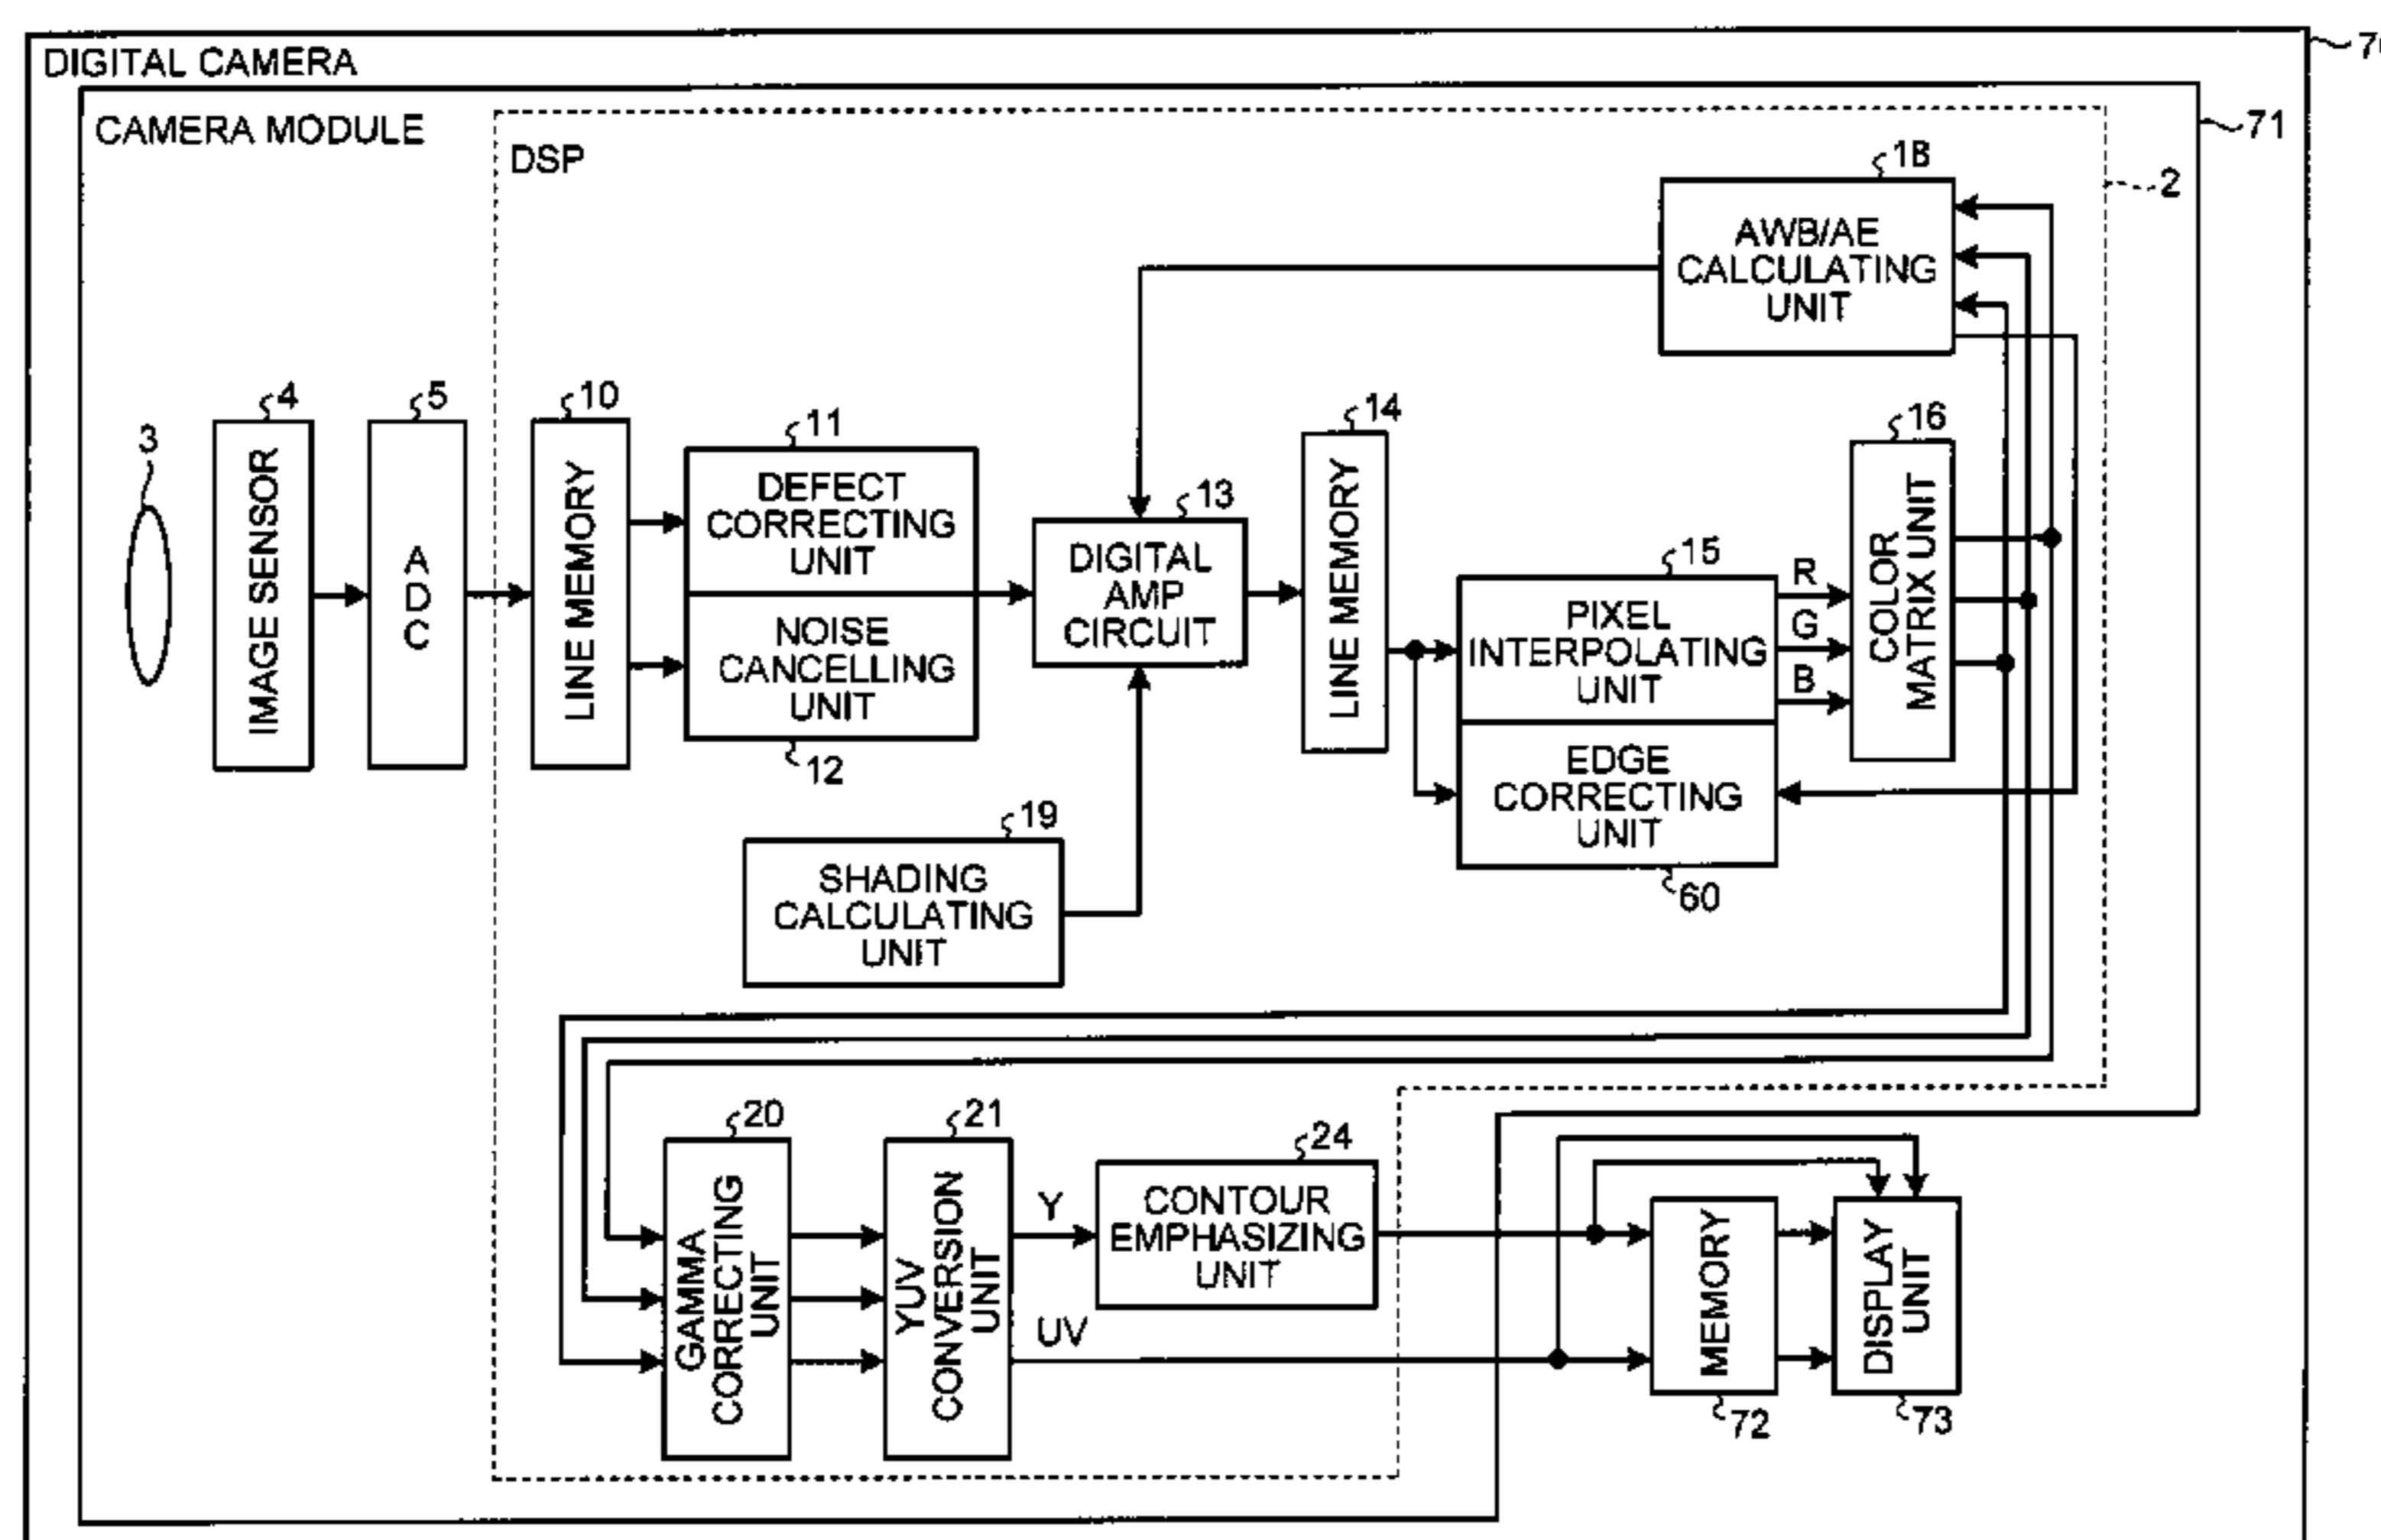 DIGITAL CAMERA
CAMERA MODULE
71
DSP
18
2
AWB/AE
CALCULATING
UNIT
3
4
IMAGE SENSOR
5
A
D
C
10
LINE MEMORY
11
DEFECT
CORRECTING
UNIT
NOISE
CANCELLING
UNIT
12
13
DIGITAL
AMP
CIRCUIT
14
LINE MEMORY
15
PIXEL
INTERPOLATING
UNIT
R
G
B
16
COLOR
MATRIX UNIT
EDGE
CORRECTING
UNIT
60
19
SHADING
CALCULATING
UNIT
20
GAMMA
CORRECTING
UNIT
21
YUV
CONVERSION
UNIT
Y
UV
24
CONTOUR
EMPHASIZING
UNIT
MEMORY
72
DISPLAY
UNIT
73